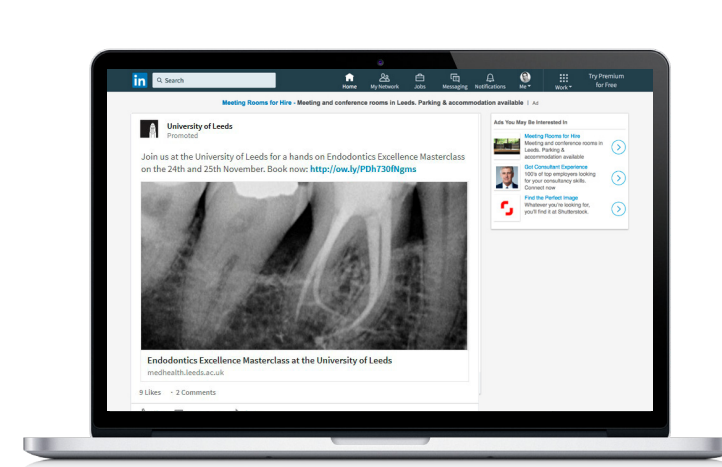 in
Search
Home
My Network
Jobs
Messaging
Notifications
Me
Work
Try Premium
for Free
Meeting Rooms for Hire - Meeting and conference rooms in Leeds. Parking & accommodation available | Ad
University of Leeds
Promoted
Join us at the University of Leeds for a hands on Endodontics Excellence Masterclass
on the 24th and 25th November. Book now: http://ow.ly/PDh730fNgms
Endodontics Excellence Masterclass at the University of Leeds
medhealth.leeds.ac.uk
9 Likes - 2 Comments
Ads You May Be Interested In
Meeting Rooms for Hire
Meeting and conference rooms in
Leeds. Parking &
accommodation available
Got Consultant Experience
100's of top employers looking
for your consultancy skills.
Connect now
Find the Perfect Image
Whatever you're looking for,
you'll find it at Shutterstock.